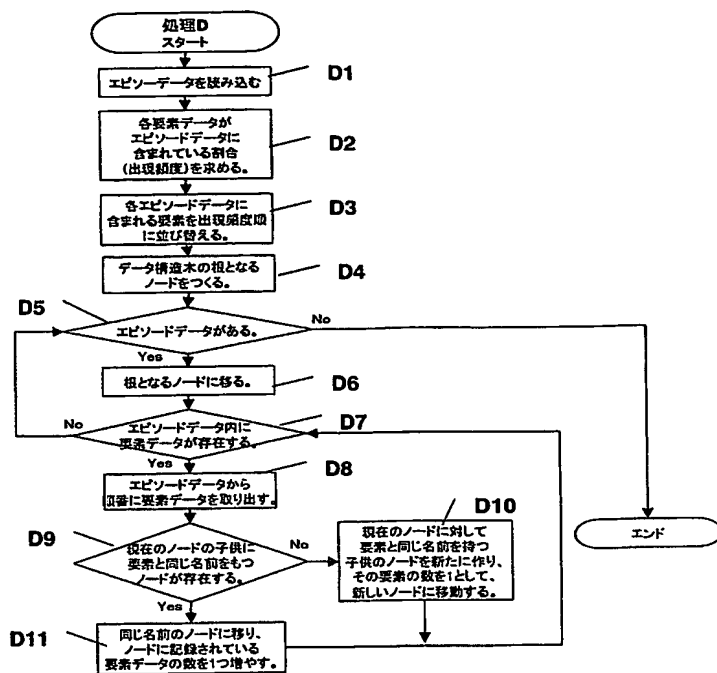 処理D
スタート
エピソーデータを読み込む
D1
各要素データが
エピソードデータに
含まれている割合
(出現頻度)を求める。
D2
各エピソードデータに
含まれる要素を出現頻度順
に並び替える。
D3
データ構造木の根となる
ノードをつくる。
D4
D5
エピソードデータがある。
No
Yes
根となるノードに移る。
D6
No
エピソードデータ内に
要素データが存在する。
D7
Yes
D8
エピソードデータから
順番に要素データを取り出す。
D9
現在のノードの子供に
要素と同じ名前をもつ
ノードが存在する。
No
D10
現在のノードに対して
要素と同じ名前を持つ
子供のノードを新たに作り、
その要素の数を1として、
新しいノードに移動する。
エンド
Yes
D11
同じ名前のノードに移り、
ノードに記録されている
要素データの数を1つ増やす。